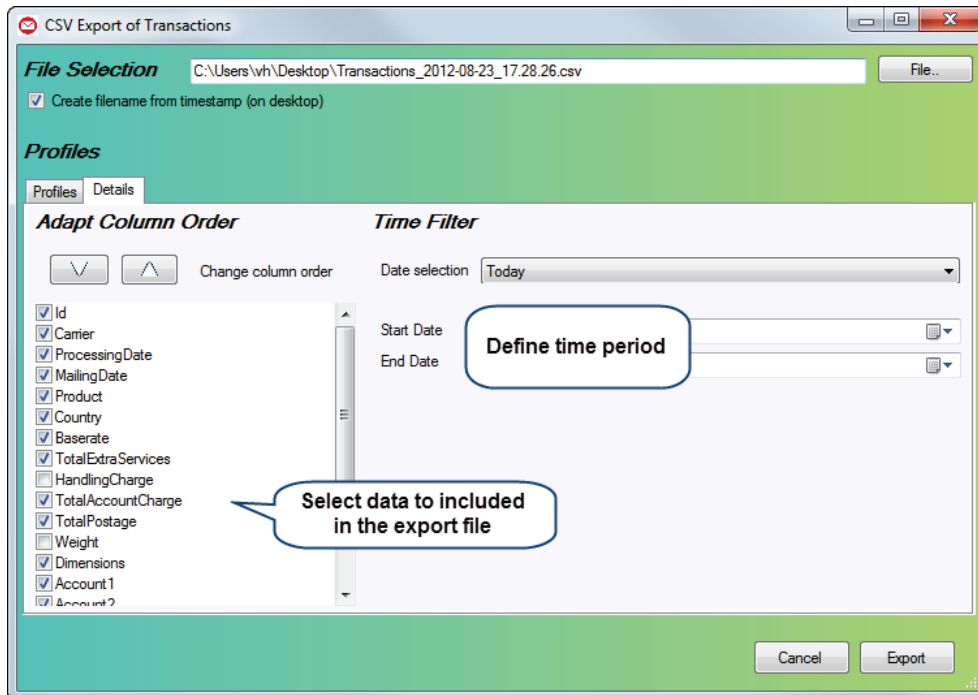 CSV Export of Transactions
File Selection
C:\Users\vh\Desktop\Transactions_2012-08-23_17.28.26.csv
File..
Create filename from timestamp (on desktop)
Profiles
Profiles
Details
Adapt Column Order
Change column order
Id
Carrier
ProcessingDate
MailingDate
Product
Country
Baserate
TotalExtraServices
HandlingCharge
TotalAccountCharge
TotalPostage
Weight
Dimensions
Account1
Account2
Time Filter
Date selection
Today
Start Date
End Date
Define time period
Select data to included
in the export file
Cancel
Export